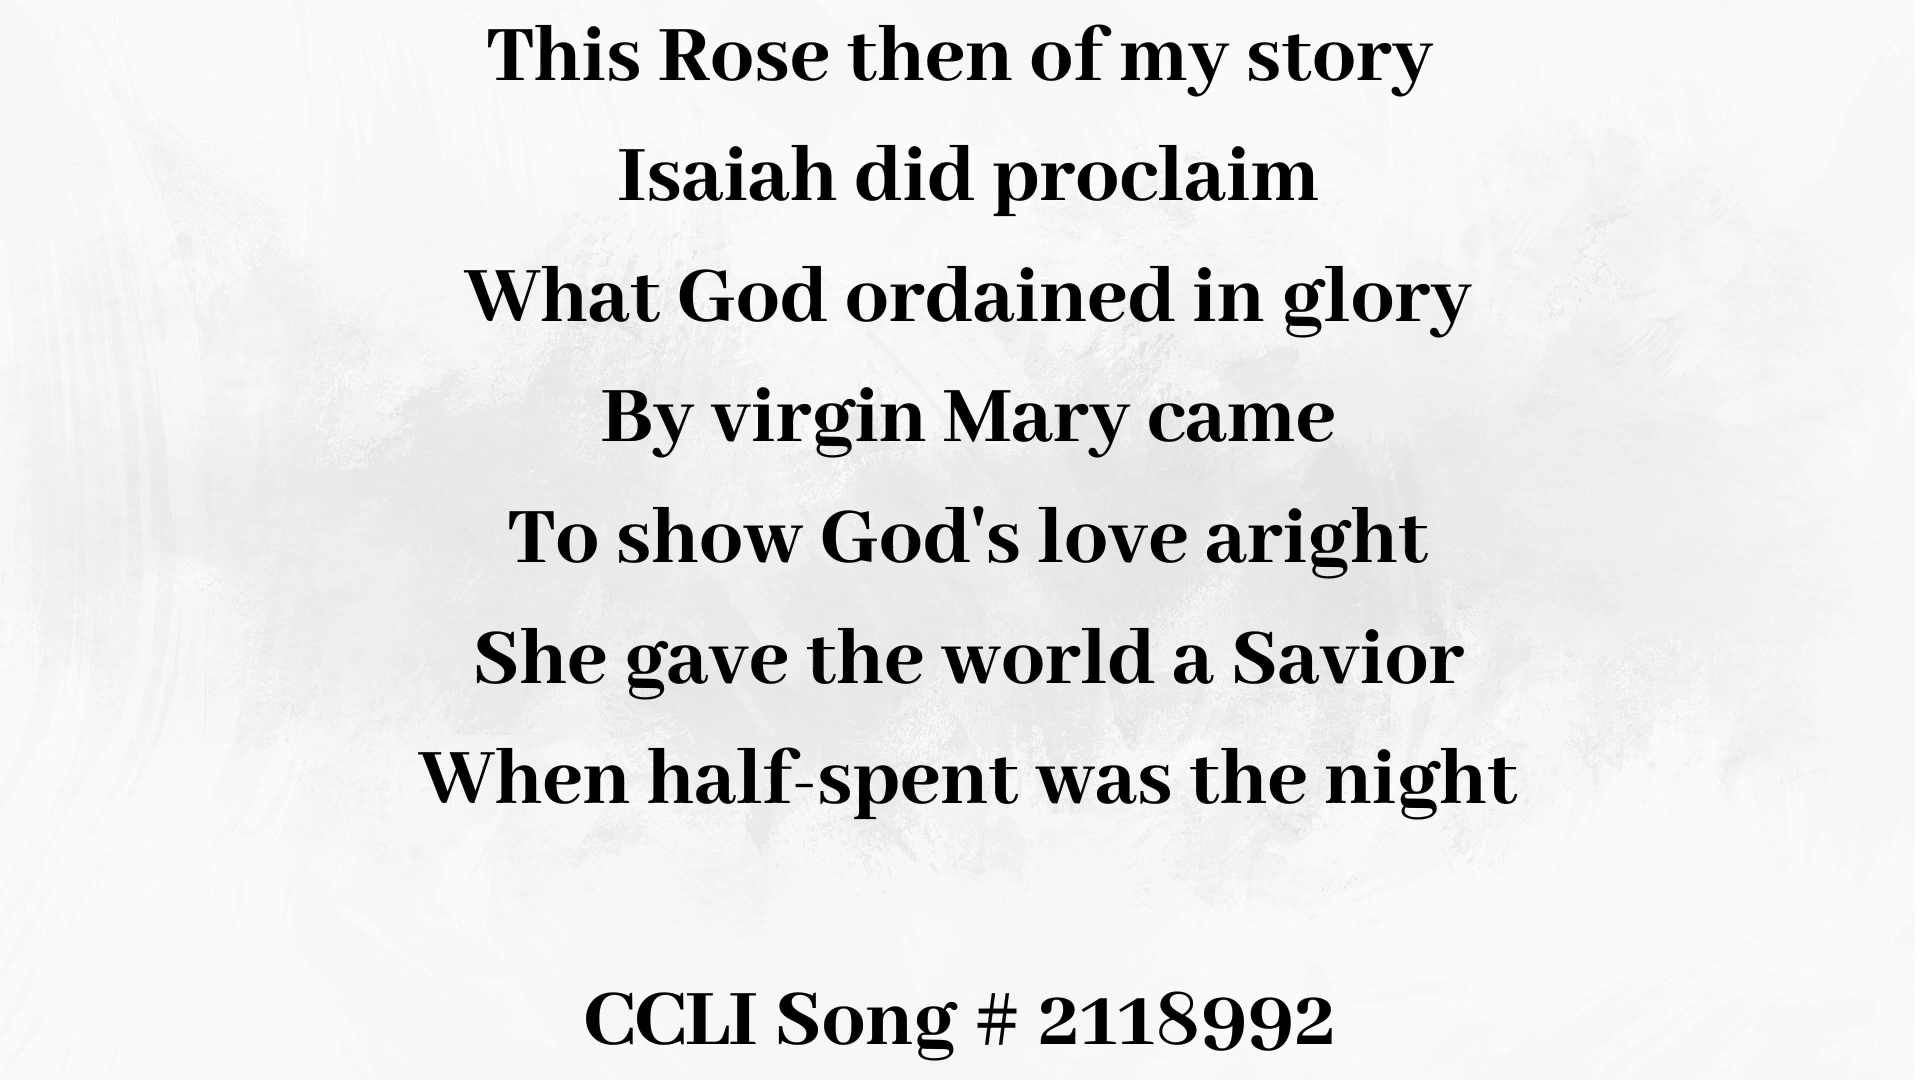 This Rose then of my story
Isaiah did proclaim
What God ordained in glory
By virgin Mary came
To show God's love aright
She gave the world a Savior
When half-spent was the night
CCLI Song # 2118992